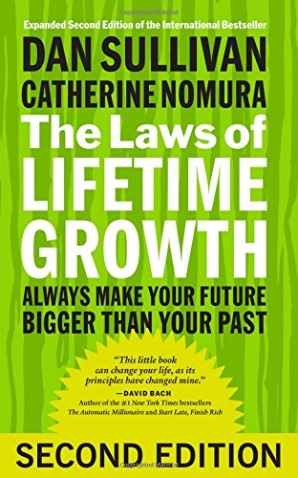 Expanded Second Edition of the International Bestseller
DAN SULLIVAN
CATHERINE NOMURA
The Laws of
LIFETIME
GROWTH
ALWAYS MAKE YOUR FUTURE
BIGGER THAN YOUR PAST
“This little book
can change your life, as its
principles have changed mine.”
—DAVID BACH
Author of the #1 New York Times bestsellers
The Automatic Millionaire and Start Late, Finish Rich
SECOND EDITION